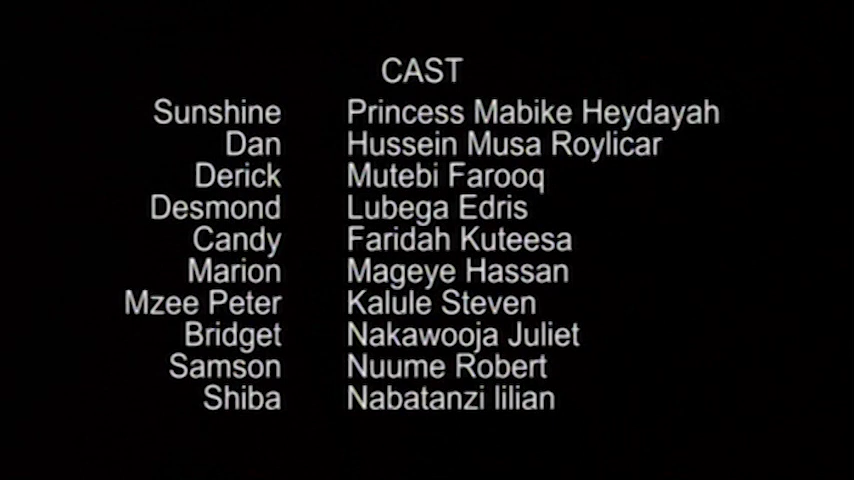 CAST
Sunshine Princess Mabike Heydayah
Dan Hussein Musa Roylicar
Derick Mutebi Farooq
Desmond Lubega Edris
Candy Faridah Kuteesa
Marion Mageye Hassan
Mzee Peter Kalule Steven
Bridget Nakawooja Juliet
Samson Nuume Robert
Shiba Nabatanzi lilian